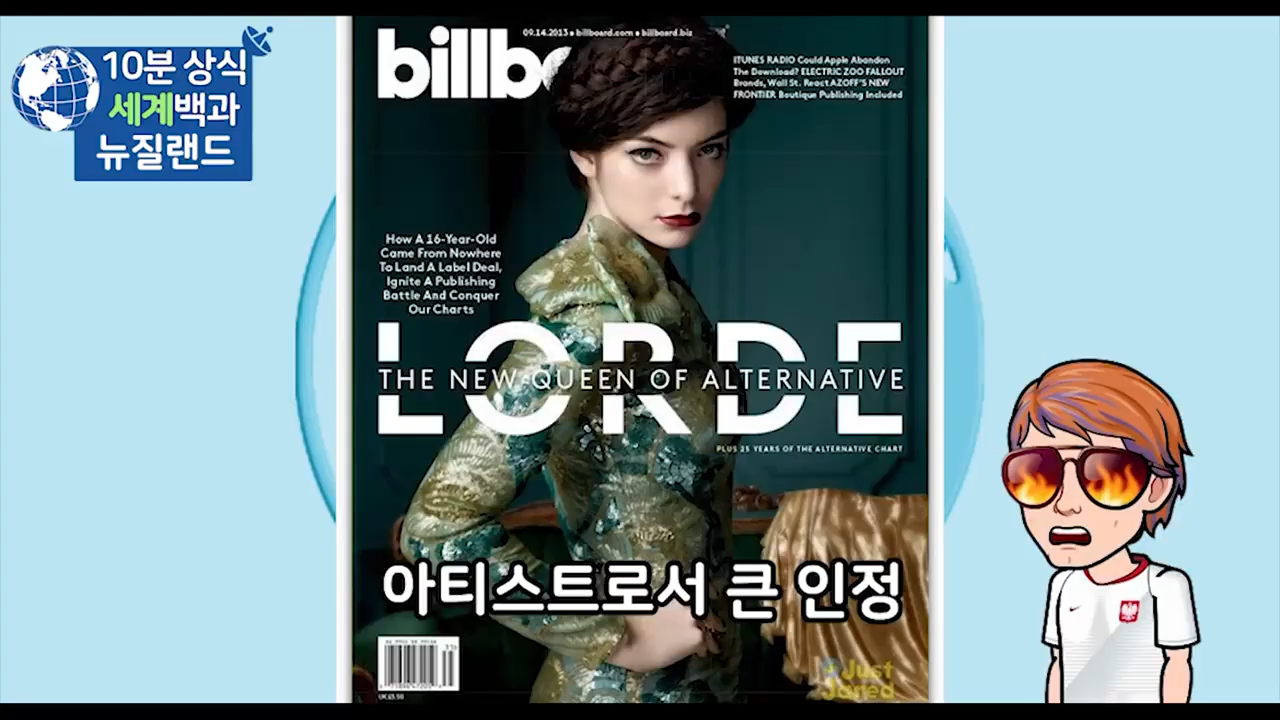 10분 상식
세계백과
뉴질랜드
09.14.2013 • billboard.com • billboard.biz
billbo
ITUNES RADIO Could Apple Abandon
The Download? ELECTRIC ZOO FALLOUT
Brands, Wall St. React AZOFF'S NEW
FRONTIER Boutique Publishing Included
How A 16-Year-Old
Came From Nowhere
To Land A Label Deal,
Ignite A Publishing
Battle And Conquer
Our Charts
LORDE
THE NEW QUEEN OF ALTERNATIVE
PLUS 25 YEARS OF THE ALTERNATIVE CHART
아티스트로서 큰 인정
Just
Jared
UK £5.50